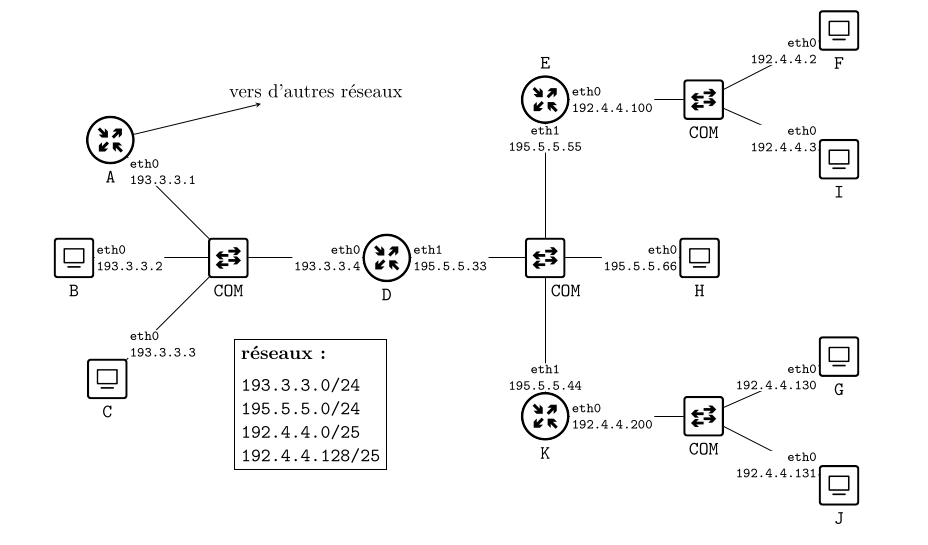 F
eth0
192.4.4.2
E
eth0
192.4.4.100
COM
eth1
195.5.5.55
eth0
192.4.4.3
I
vers d'autres réseaux
A
eth0
193.3.3.1
B
eth0
193.3.3.2
COM
eth0
193.3.3.4
D
eth1
195.5.5.33
COM
eth0
195.5.5.66
H
eth0
193.3.3.3
C
réseaux :
193.3.3.0/24
195.5.5.0/24
192.4.4.0/25
192.4.4.128/25
eth1
195.5.5.44
K
eth0
192.4.4.200
COM
eth0
192.4.4.130
G
eth0
192.4.4.131
J